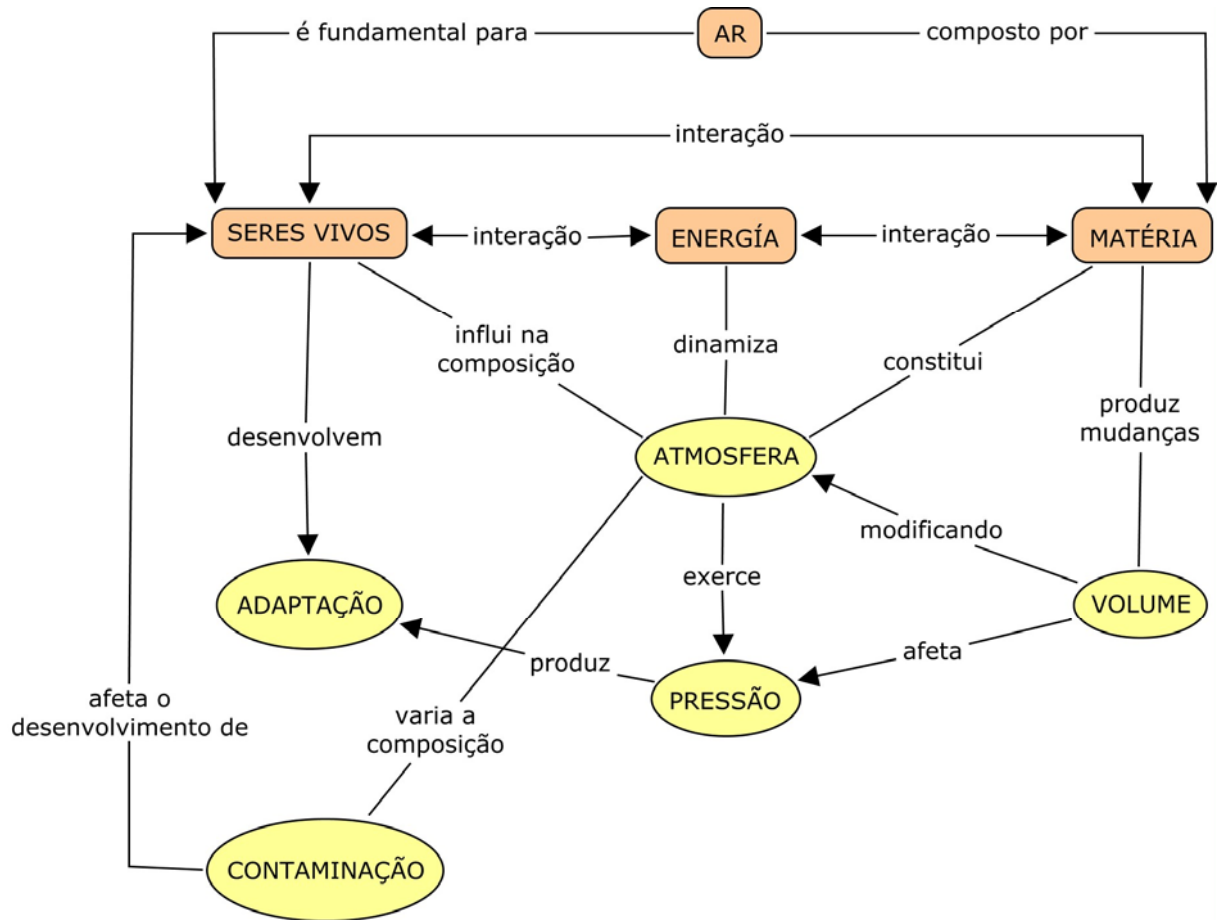 é fundamental para
AR
composto por
interação
SERES VIVOS
interação
ENERGÍA
interação
MATÉRIA
influi na
composição
dinamiza
constitui
produz
mudanças
desenvolvem
ATMOSFERA
modificando
exerce
ADAPTAÇÃO
VOLUME
produz
afeta
PRESSÃO
afeta o
desenvolvimento de
varia a
composição
CONTAMINAÇÃO